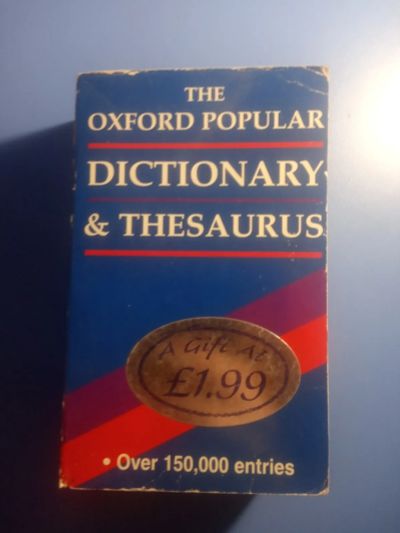 THE
OXFORD POPULAR
DICTIONARY
& THESAURUS
A Gift At
£1.99
• Over 150,000 entries